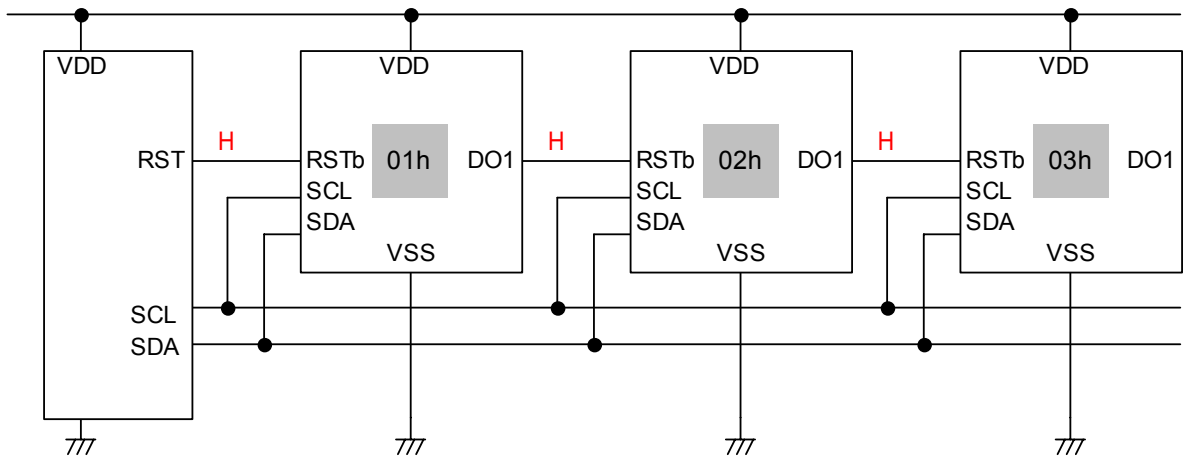 VDD VDD VDD VDD
H H H
RST RSTb 01h DO1 RSTb 02h DO1 RSTb 03h DO1
SCL SCL SCL
SDA SDA SDA
VSS VSS VSS
SCL
SDA